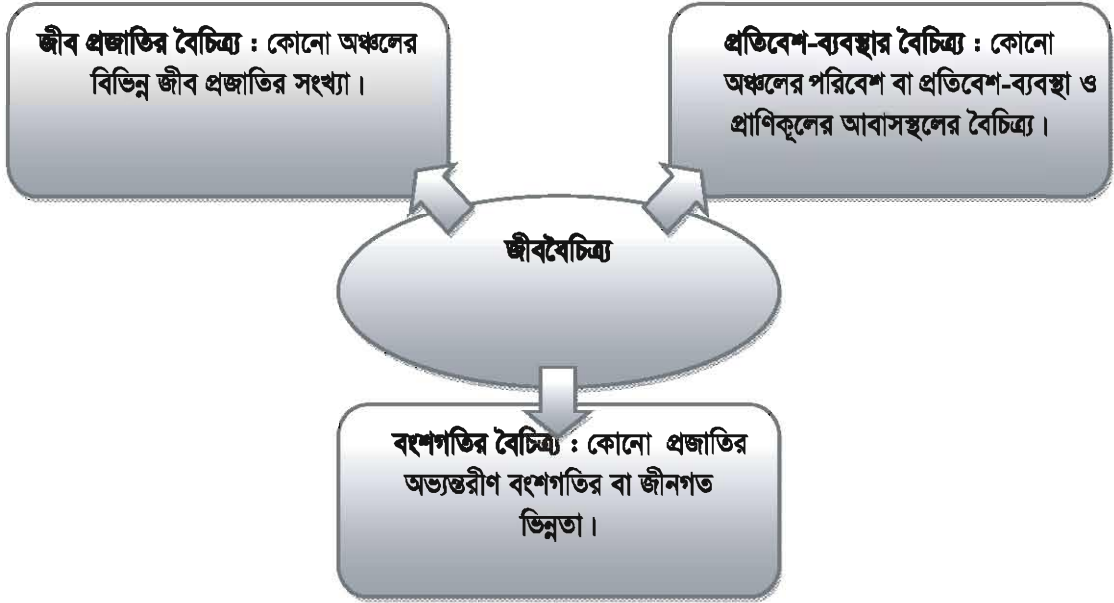 জীব প্রজাতির বৈচিত্র্য : কোনো অঞ্চলের
বিভিন্ন জীব প্রজাতির সংখ্যা।
প্রতিবেশ-ব্যবস্থার বৈচিত্র্য : কোনো
অঞ্চলের পরিবেশ বা প্রতিবেশ-ব্যবস্থা ও
প্রাণিকূলের আবাসস্থলের বৈচিত্র্য।
জীববৈচিত্র্য
বংশগতির বৈচিত্র্য : কোনো প্রজাতির
অভ্যন্তরীণ বংশগতির বা জীনগত
ভিন্নতা।